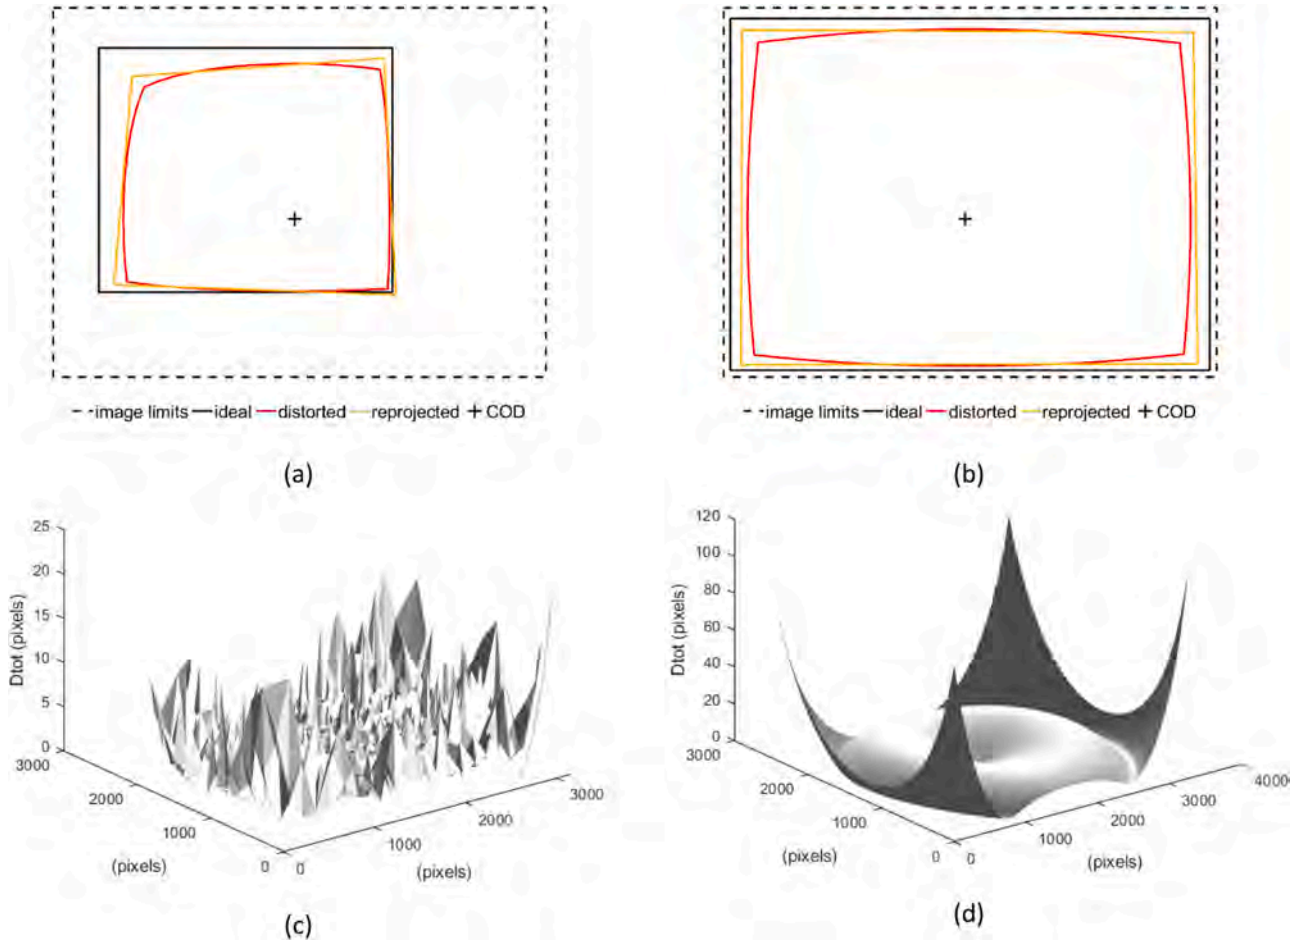 image limits ideal distorted reprojected + COD
image limits ideal distorted reprojected + COD
(a)
(b)
25
20
15
10
5
0
Dtot (pixels)
3000
2000
1000
0
(pixels)
0
1000
2000
3000
(pixels)
120
100
80
60
40
20
0
Dtot (pixels)
3000
2000
1000
0
(pixels)
0
1000
2000
3000
4000
(pixels)
(c)
(d)